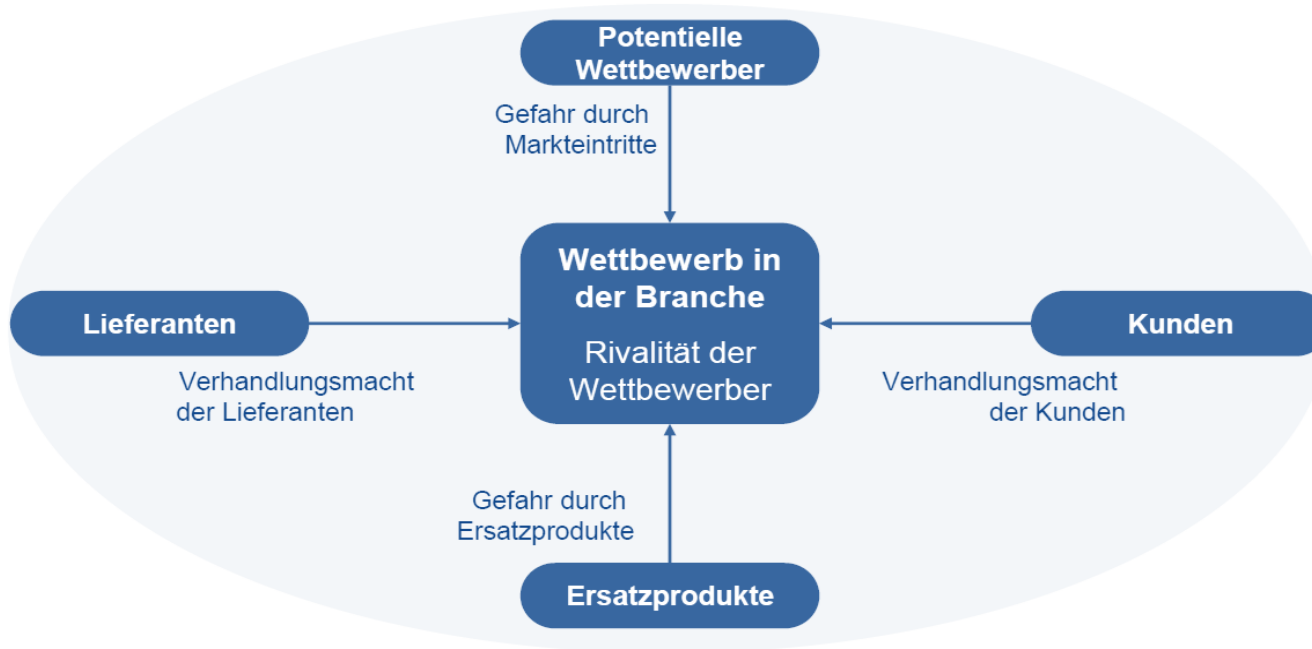 Potentielle
Wettbewerber
Gefahr durch
Markteintritte
Wettbewerb in
der Branche
Rivalität der
Wettbewerber
Lieferanten
Verhandlungsmacht
der Lieferanten
Kunden
Verhandlungsmacht
der Kunden
Gefahr durch
Ersatzprodukte
Ersatzprodukte